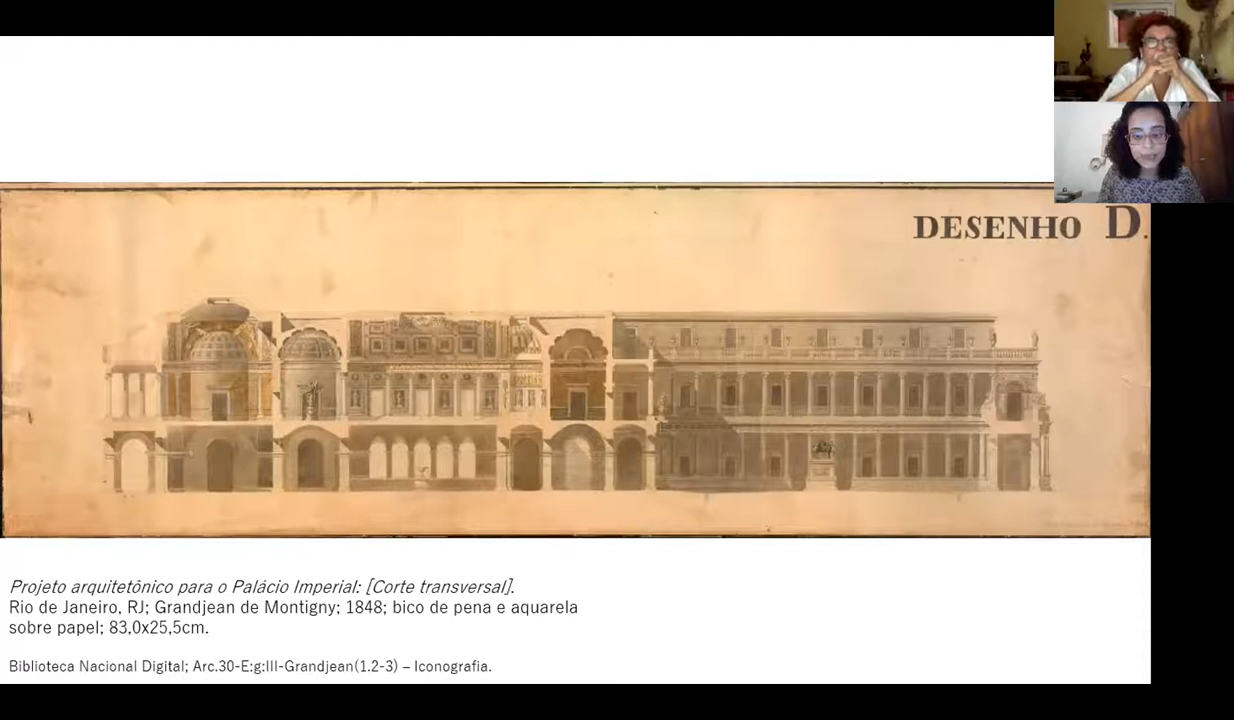 DESENHO D.
Projeto arquitetônico para o Palácio Imperial: [Corte transversal].
Rio de Janeiro, RJ; Grandjean de Montigny; 1848; bico de pena e aquarela
sobre papel; 83,0x25,5cm.
Biblioteca Nacional Digital; Arc.30-E:g:III-Grandjean(1.2-3) – Iconografia.